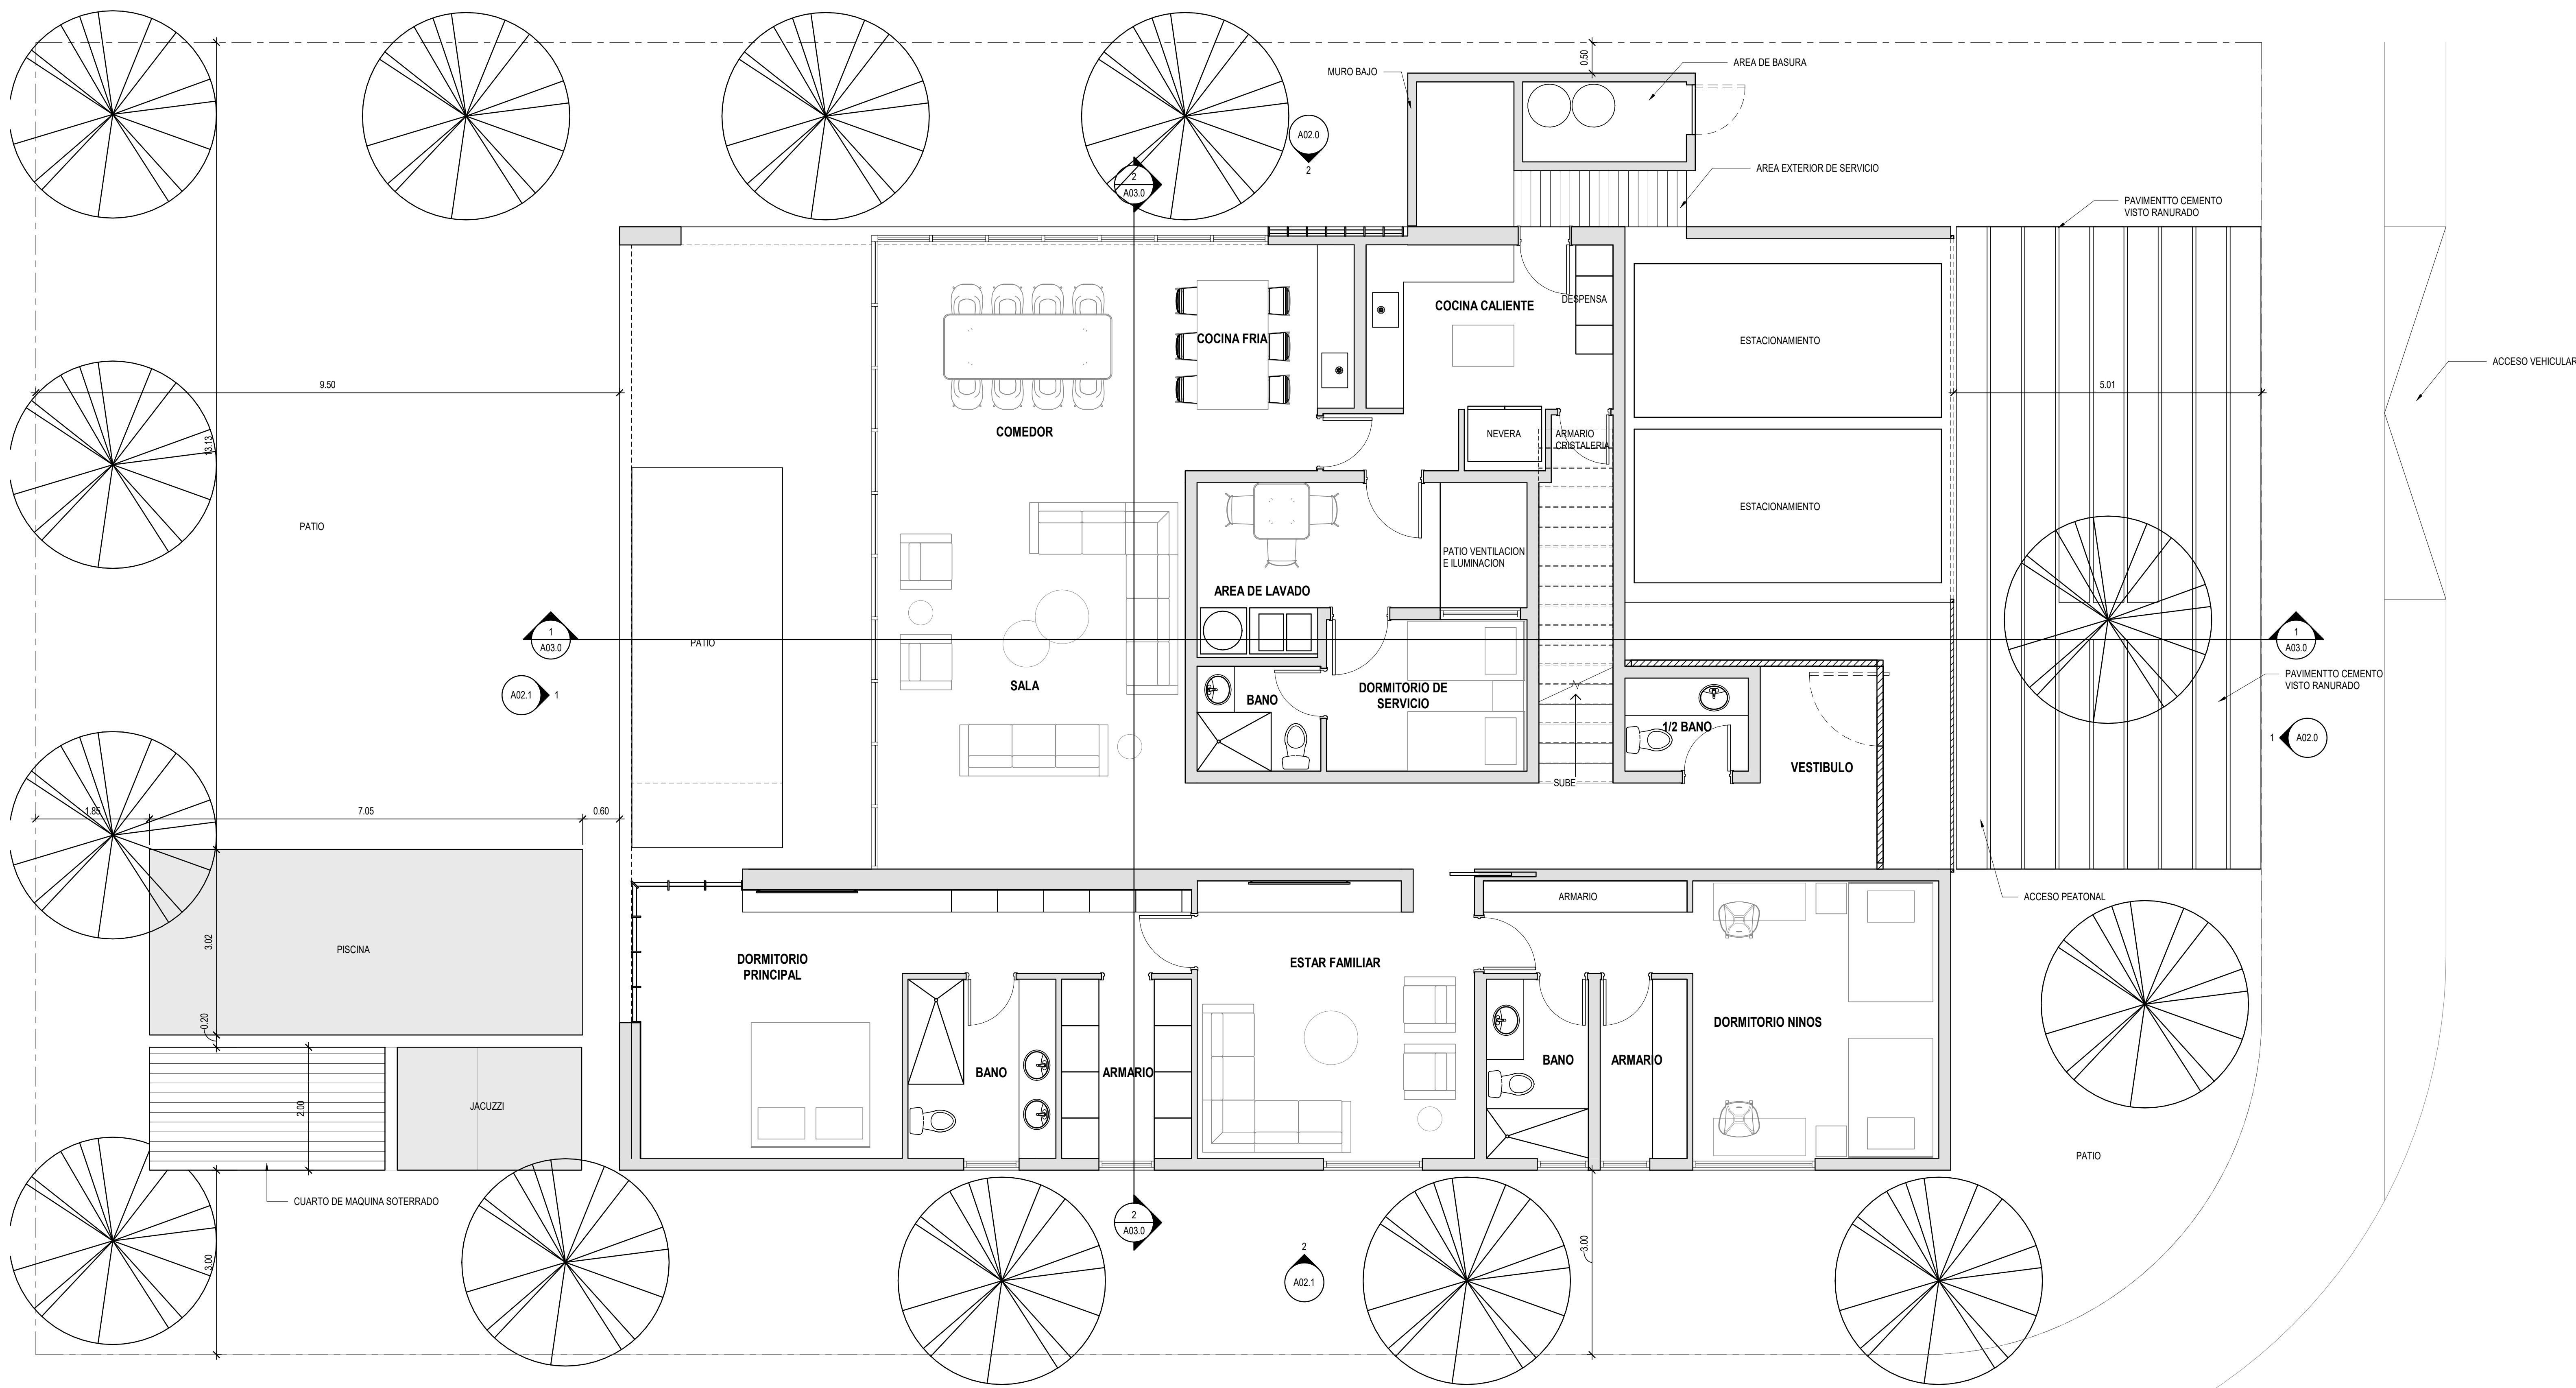 0.50
MURO BAJO
AREA DE BASURA
A02.0
2
2
A03.0
AREA EXTERIOR DE SERVICIO
PAVIMENTTO CEMENTO
VISTO RANURADO
COCINA CALIENTE
DESPENSA
COCINA FRIA
ESTACIONAMIENTO
ACCESO VEHICULAR
9.50
5.01
COMEDOR
NEVERA
ARMARIO
CRISTALERIA
13.13
PATIO
ESTACIONAMIENTO
PATIO VENTILACION
E ILUMINACION
AREA DE LAVADO
1
A03.0
PATIO
1
A03.0
SALA
DORMITORIO DE
SERVICIO
BANO
A02.1
1
PAVIMENTTO CEMENTO
VISTO RANURADO
1/2 BANO
1
A02.0
VESTIBULO
SUBE
1.85
7.05
0.60
ARMARIO
ACCESO PEATONAL
3.02
PISCINA
DORMITORIO
PRINCIPAL
ESTAR FAMILIAR
0.20
DORMITORIO NINOS
BANO
ARMARIO
BANO
ARMARIO
2.00
JACUZZI
PATIO
CUARTO DE MAQUINA SOTERRADO
2
A03.0
3.00
2
A02.1
3.00